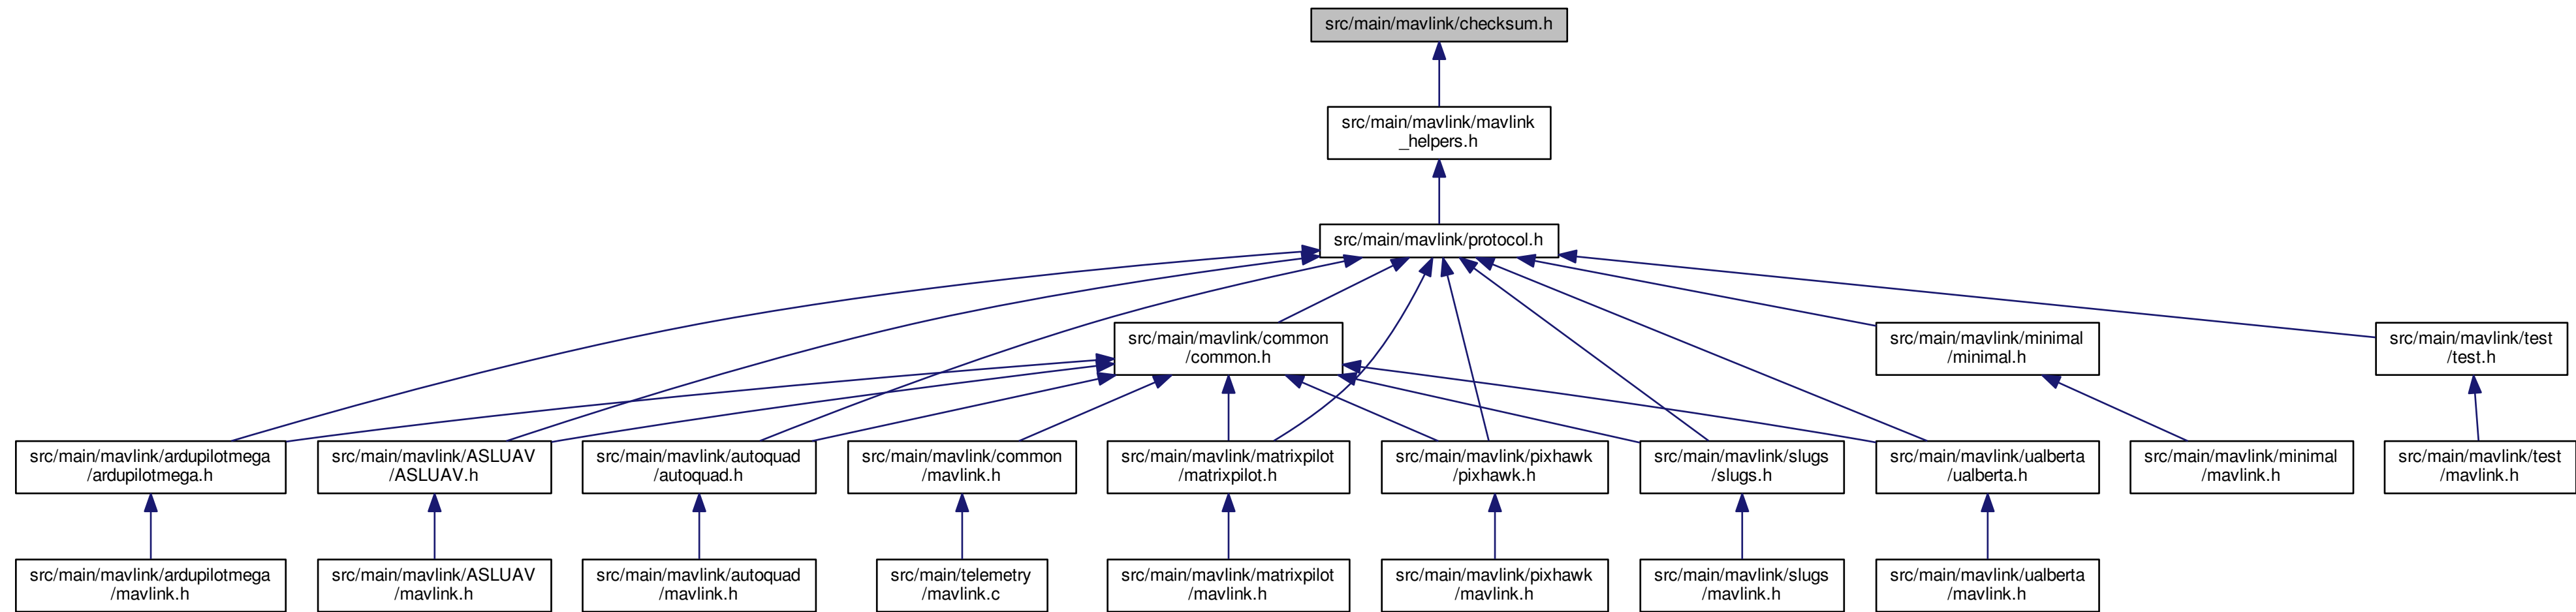 src/main/mavlink/checksum.h
src/main/mavlink/mavlink
_helpers.h
src/main/mavlink/protocol.h
src/main/mavlink/common
/common.h
src/main/mavlink/minimal
/minimal.h
src/main/mavlink/test
/test.h
src/main/mavlink/ardupilotmega
/ardupilotmega.h
src/main/mavlink/ASLUAV
/ASLUAV.h
src/main/mavlink/autoquad
/autoquad.h
src/main/mavlink/common
/mavlink.h
src/main/mavlink/matrixpilot
/matrixpilot.h
src/main/mavlink/pixhawk
/pixhawk.h
src/main/mavlink/slugs
/slugs.h
src/main/mavlink/ualberta
/ualberta.h
src/main/mavlink/minimal
/mavlink.h
src/main/mavlink/test
/mavlink.h
src/main/mavlink/ardupilotmega
/mavlink.h
src/main/mavlink/ASLUAV
/mavlink.h
src/main/mavlink/autoquad
/mavlink.h
src/main/telemetry
/mavlink.c
src/main/mavlink/matrixpilot
/mavlink.h
src/main/mavlink/pixhawk
/mavlink.h
src/main/mavlink/slugs
/mavlink.h
src/main/mavlink/ualberta
/mavlink.h